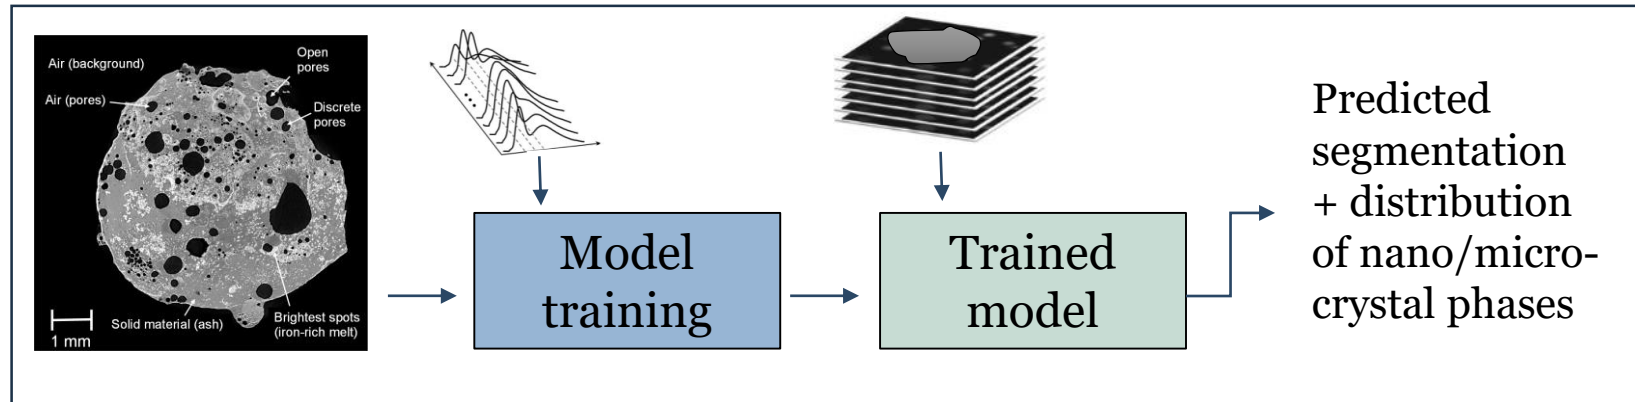 Air (background)
Open
pores
Air (pores)
Discrete
pores
1 mm
Solid material (ash)
Brightest spots
(iron-rich melt)
Model
training
Trained
model
Predicted
segmentation
+ distribution
of nano/micro-
crystal phases